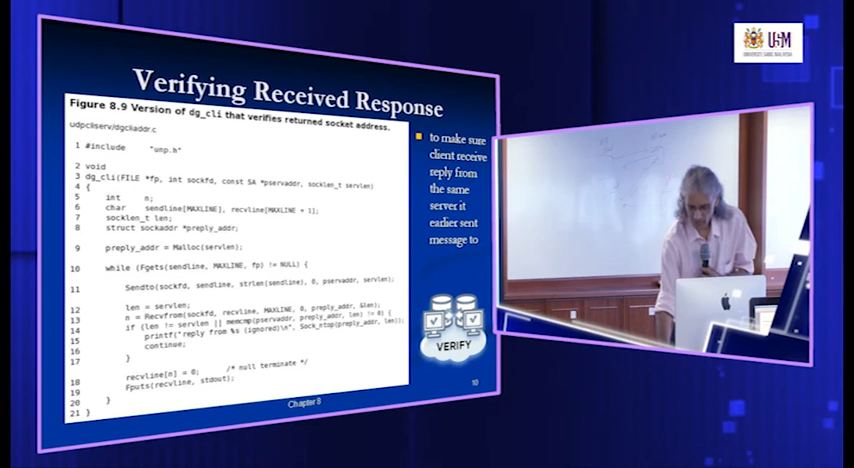 Verifying Received Response
Figure 8.9 Version of dg_cli that verifies returned socket address.
udpcliserv/dgcliaddr.c
1 #include "unp.h"
2 void
3 dg_cli(FILE *fp, int sockfd, const SA *pservaddr, socklen_t servlen)
4 {
5 int n;
6 char sendline[MAXLINE], recvline[MAXLINE + 1];
7 socklen_t len;
8 struct sockaddr *preply_addr;
9 preply_addr = Malloc(servlen);
10 while (Fgets(sendline, MAXLINE, fp) != NULL) {
11 Sendto(sockfd, sendline, strlen(sendline), 0, pservaddr, servlen);
12 len = servlen;
13 n = Recvfrom(sockfd, recvline, MAXLINE, 0, preply_addr, &len);
14 if (len != servlen || memcmp(pservaddr, preply_addr, len) != 0) {
15 printf("reply from %s (ignored)\n", Sock_ntop(preply_addr, len));
16 continue;
17 }
18 recvline[n] = 0; /* null terminate */
19 Fputs(recvline, stdout);
20 }
21 }
to make sure
client receive
reply from
the same
server it
earlier sent
message to
VERIFY
10
Chapter 8
USM
UNIVERSITI SAINS MALAYSIA